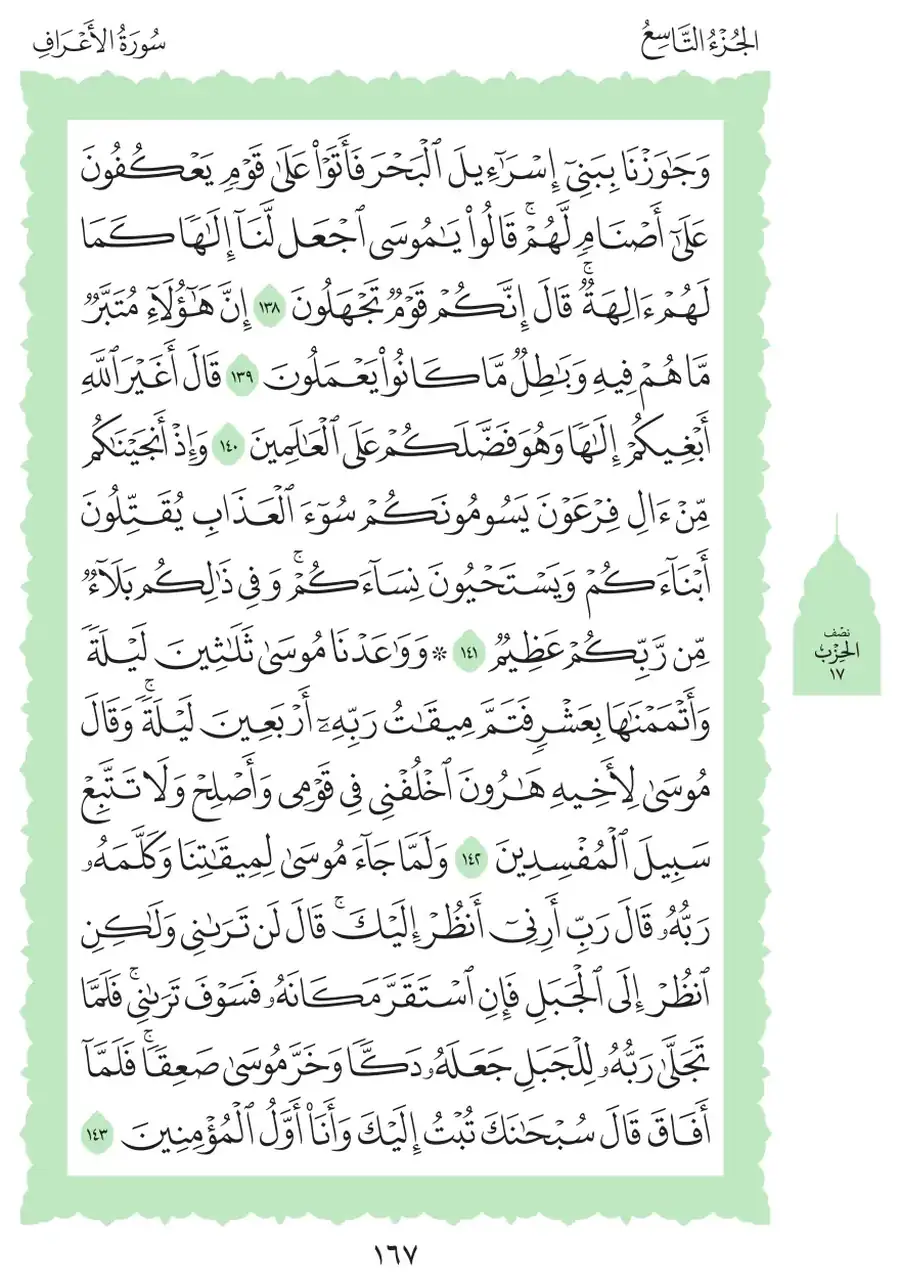 الجُزْءُ التَّاسِعُ
سُورَةُ الأَعْرَافِ
وَجَٰوَزْنَا بِبَنِىٓ إِسْرَٰٓءِيلَ ٱلْبَحْرَ فَأَتَوْا۟ عَلَىٰ قَوْمٍ يَعْكُفُونَ
عَلَىٰٓ أَصْنَامٍ لَّهُمْ ۚ قَالُوا۟ يَٰمُوسَى ٱجْعَل لَّنَآ إِلَٰهًا كَمَا
لَهُمْ ءَالِهَةٌ ۚ قَالَ إِنَّكُمْ قَوْمٌ تَجْهَلُونَ ١٣٨ إِنَّ هَٰٓؤُلَآءِ مُتَبَّرٌ
مَّا هُمْ فِيهِ وَبَٰطِلٌ مَّا كَانُوا۟ يَعْمَلُونَ ١٣٩ قَالَ أَغَيْرَ ٱللَّهِ
أَبْغِيكُمْ إِلَٰهًا وَهُوَ فَضَّلَكُمْ عَلَى ٱلْعَٰلَمِينَ ١٤٠ وَإِذْ أَنجَيْنَٰكُم
مِّنْ ءَالِ فِرْعَوْنَ يَسُومُونَكُمْ سُوٓءَ ٱلْعَذَابِ يُقَتِّلُونَ
أَبْنَآءَكُمْ وَيَسْتَحْيُونَ نِسَآءَكُمْ ۚ وَفِى ذَٰلِكُم بَلَآءٌ
مِّن رَّبِّكُمْ عَظِيمٌ ١٤١ * وَوَٰعَدْنَا مُوسَىٰ ثَلَٰثِينَ لَيْلَةً
وَأَتْمَمْنَٰهَا بِعَشْرٍ فَتَمَّ مِيقَٰتُ رَبِّهِۦٓ أَرْبَعِينَ لَيْلَةً ۚ وَقَالَ
مُوسَىٰ لِأَخِيهِ هَٰرُونَ ٱخْلُفْنِى فِى قَوْمِى وَأَصْلِحْ وَلَا تَتَّبِعْ
سَبِيلَ ٱلْمُفْسِدِينَ ١٤٢ وَلَمَّا جَآءَ مُوسَىٰ لِمِيقَٰتِنَا وَكَلَّمَهُۥ
رَبُّهُۥ قَالَ رَبِّ أَرِنِىٓ أَنظُرْ إِلَيْكَ ۚ قَالَ لَن تَرَىٰنِى وَلَٰكِنِ
ٱنظُرْ إِلَى ٱلْجَبَلِ فَإِنِ ٱسْتَقَرَّ مَكَانَهُۥ فَسَوْفَ تَرَىٰنِى ۚ فَلَمَّا
تَجَلَّىٰ رَبُّهُۥ لِلْجَبَلِ جَعَلَهُۥ دَكًّا وَخَرَّ مُوسَىٰ صَعِقًا ۚ فَلَمَّآ
أَفَاقَ قَالَ سُبْحَٰنَكَ تُبْتُ إِلَيْكَ وَأَنَا۠ أَوَّلُ ٱلْمُؤْمِنِينَ ١٤٣
نصْف
الحِزْب
١٧
١٦٧